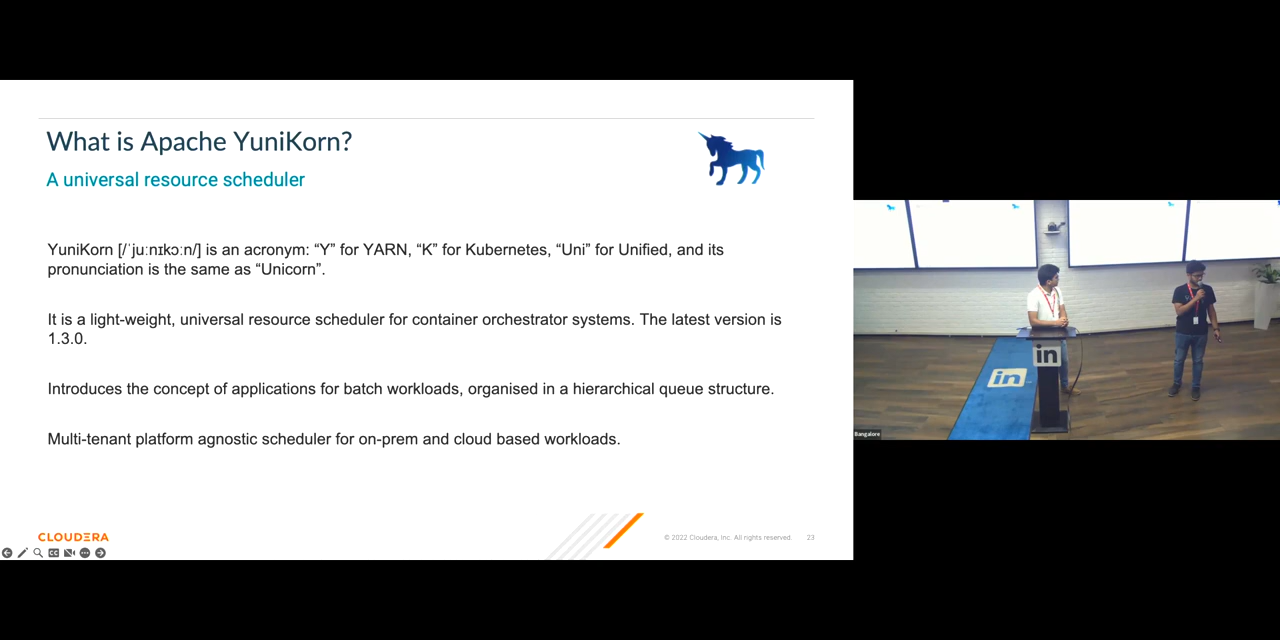 What is Apache YuniKorn?
A universal resource scheduler
YuniKorn [/ˈjuːnɪkɔːn/] is an acronym: “Y” for YARN, “K” for Kubernetes, “Uni” for Unified, and its
pronunciation is the same as “Unicorn”.
It is a light-weight, universal resource scheduler for container orchestrator systems. The latest version is
1.3.0.
Introduces the concept of applications for batch workloads, organised in a hierarchical queue structure.
Multi-tenant platform agnostic scheduler for on-prem and cloud based workloads.
CLOUDERA
© 2022 Cloudera, Inc. All rights reserved. 23
CC
in
in
Bangalore